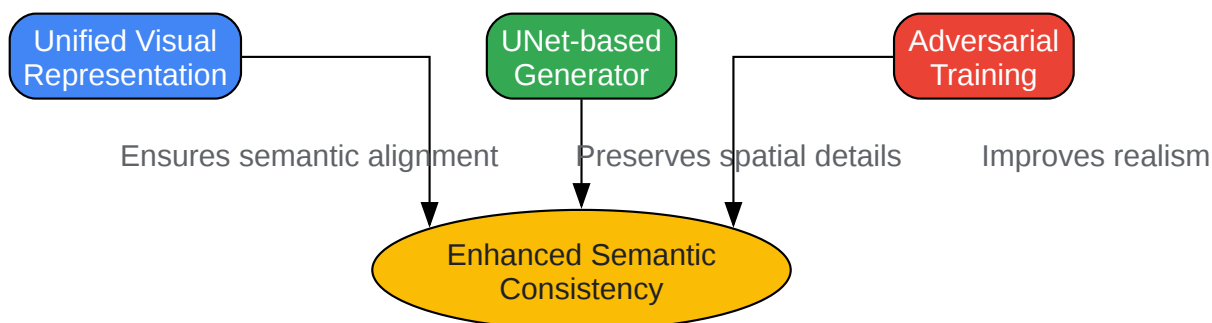 Unified Visual
Representation
UNet-based
Generator
Adversarial
Training
Ensures semantic alignment
Preserves spatial details
Improves realism
Enhanced Semantic
Consistency